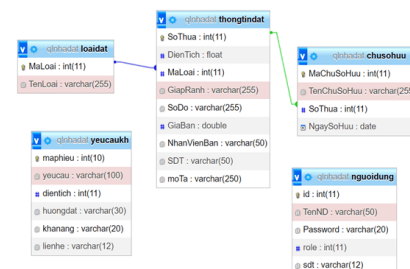 qlnhadat loaidat
MaLoai : int(11)
TenLoai : varchar(255)
qlnhadat thongtindat
SoThua : int(11)
DienTich : float
MaLoai : int(11)
GiapRanh : varchar(255)
SoDo : varchar(255)
GiaBan : double
NhanVienBan : varchar(50)
SDT : varchar(50)
moTa : varchar(250)
qlnhadat chusohuu
MaChuSoHuu : int(11)
TenChuSoHuu : varchar(255
SoThua : int(11)
NgaySoHuu : date
qlnhadat yeucaukh
maphieu : int(10)
yeucau : varchar(100)
dientich : int(11)
huongdat : varchar(30)
khanang : varchar(20)
lienhe : varchar(12)
qlnhadat nguoidung
id : int(11)
TenND : varchar(50)
Password : varchar(20)
role : int(11)
sdt : varchar(12)